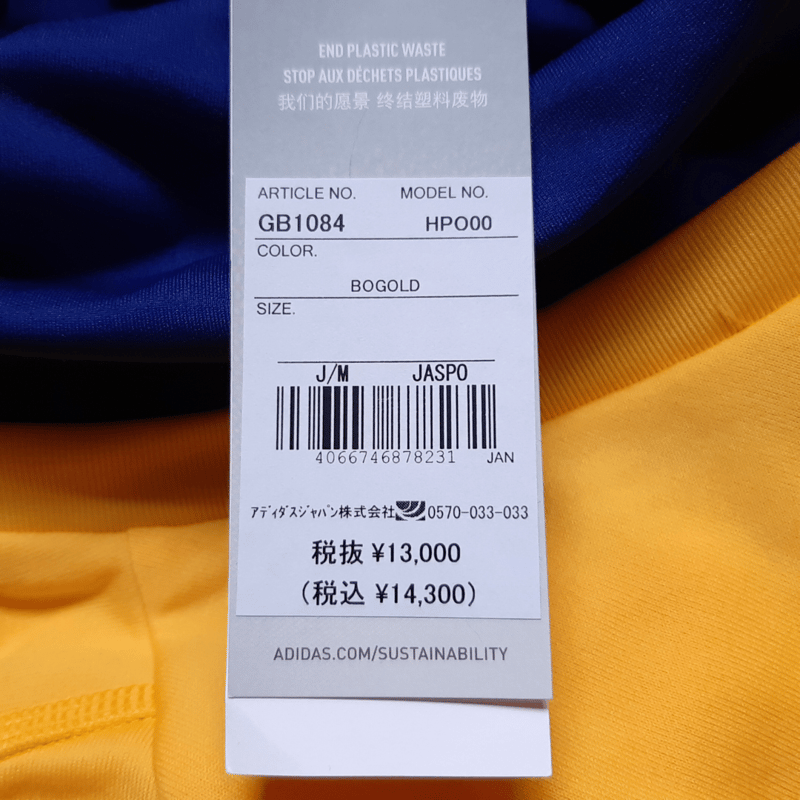 END PLASTIC WASTE
STOP AUX DÉCHETS PLASTIQUES
我们的愿景 终结塑料废物
ARTICLE NO. MODEL NO.
GB1084 HPO00
COLOR.
BOGOLD
SIZE.
J/M JASPO
4066746878231 JAN
アディダスジャパン株式会社 0570-033-033
税抜 ¥13,000
(税込 ¥14,300)
ADIDAS.COM/SUSTAINABILITY